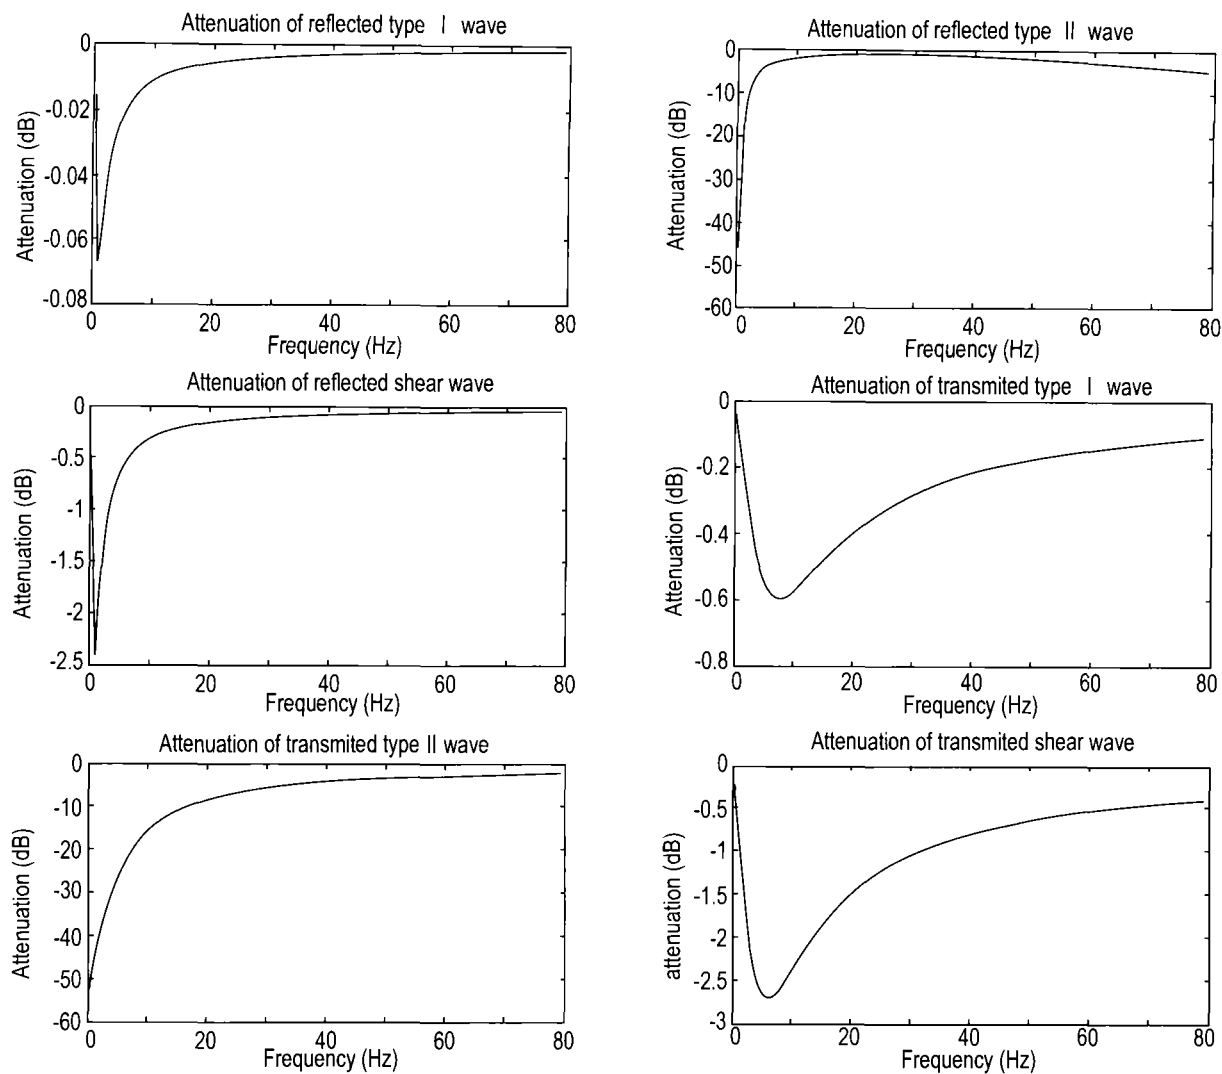 Attenuation of reflected type I wave
0
-0.02
-0.04
-0.06
-0.08
Attenuation (dB)
0 20 40 60 80
Frequency (Hz)
Attenuation of reflected type II wave
0
-10
-20
-30
-40
-50
-60
Attenuation (dB)
0 20 40 60 80
Frequency (Hz)
Attenuation of reflected shear wave
0
-0.5
-1
-1.5
-2
-2.5
Attenuation (dB)
0 20 40 60 80
Frequency (Hz)
Attenuation of transmited type I wave
0
-0.2
-0.4
-0.6
-0.8
Attenuation (dB)
0 20 40 60 80
Frequency (Hz)
Attenuation of transmited type II wave
0
-10
-20
-30
-40
-50
-60
Attenuation (dB)
0 20 40 60 80
Frequency (Hz)
Attenuation of transmited shear wave
0
-0.5
-1
-1.5
-2
-2.5
-3
attenuation (dB)
0 20 40 60 80
Frequency (Hz)